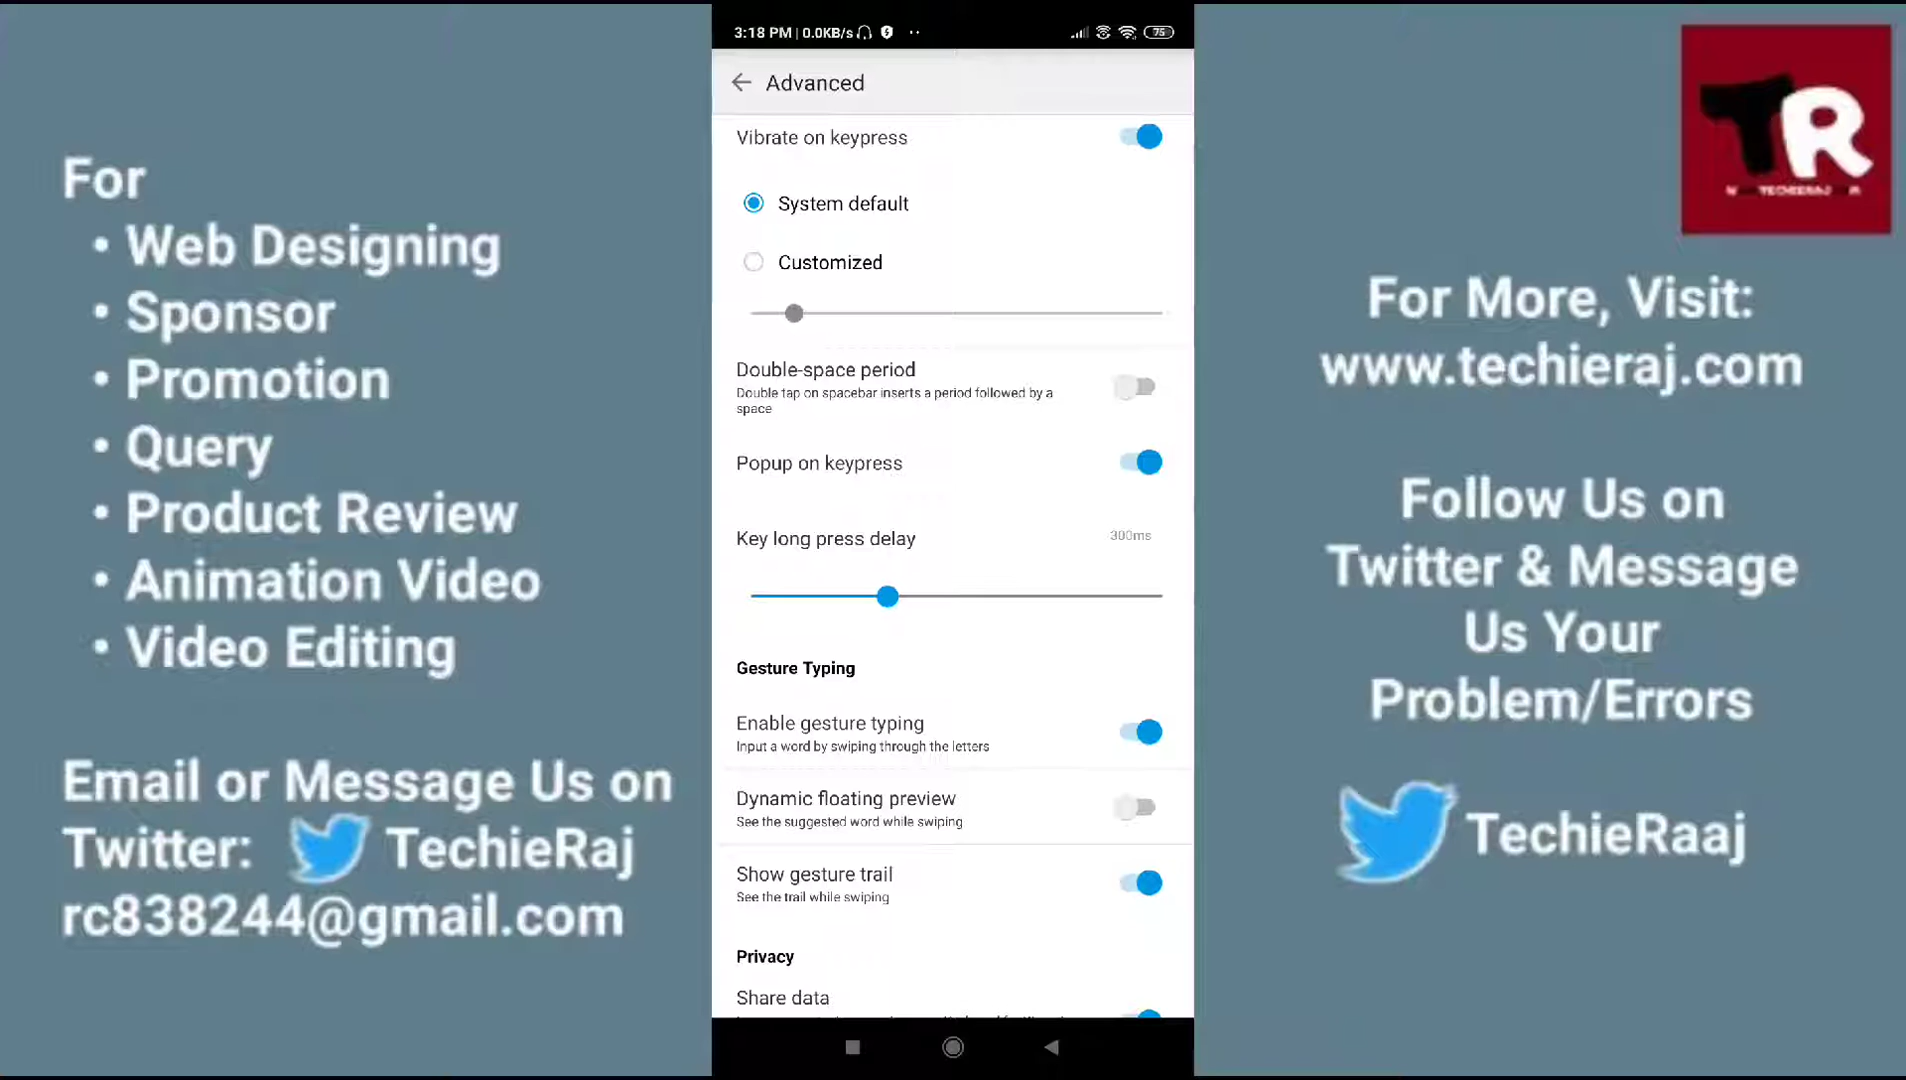 For
• Web Designing
• Sponsor
• Promotion
• Query
• Product Review
• Animation Video
• Video Editing
Email or Message Us on
Twitter: TechieRaj
rc838244@gmail.com
3:18 PM | 0.0KB/s
75
Advanced
Vibrate on keypress
System default
Customized
Double-space period
Double tap on spacebar inserts a period followed by a
space
Popup on keypress
Key long press delay
300ms
Gesture Typing
Enable gesture typing
Input a word by swiping through the letters
Dynamic floating preview
See the suggested word while swiping
Show gesture trail
See the trail while swiping
Privacy
Share data
TR
For More, Visit:
www.techieraj.com
Follow Us on
Twitter & Message
Us Your
Problem/Errors
TechieRaaj